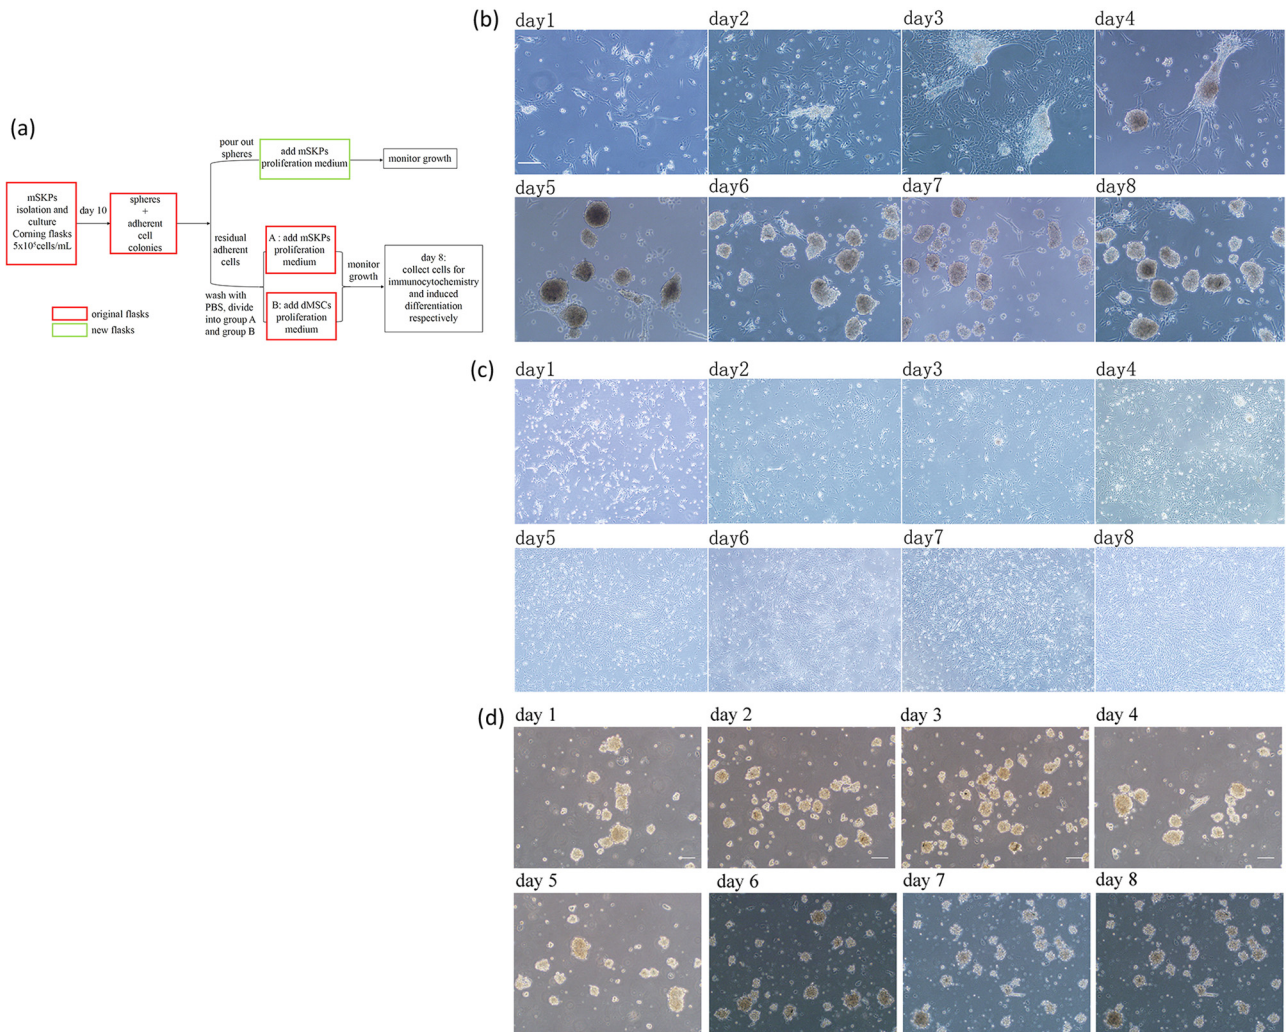 (a)
mSKPs
isolation and
culture
Corning flasks
5x10⁵cells/mL
day 10
spheres
+
adherent
cell
colonies
pour out
spheres
add mSKPs
proliferation medium
monitor growth
residual
adherent
cells
wash with
PBS, divide
into group A
and group B
A : add mSKPs
proliferation
medium
B: add dMSCs
proliferation
medium
monitor
growth
day 8:
collect cells for
immunocytochemistry
and induced
differentiation
respectively
original flasks
new flasks
(b)
day1
day2
day3
day4
day5
day6
day7
day8
(c)
day1
day2
day3
day4
day5
day6
day7
day8
(d)
day 1
day 2
day 3
day 4
day 5
day 6
day 7
day 8